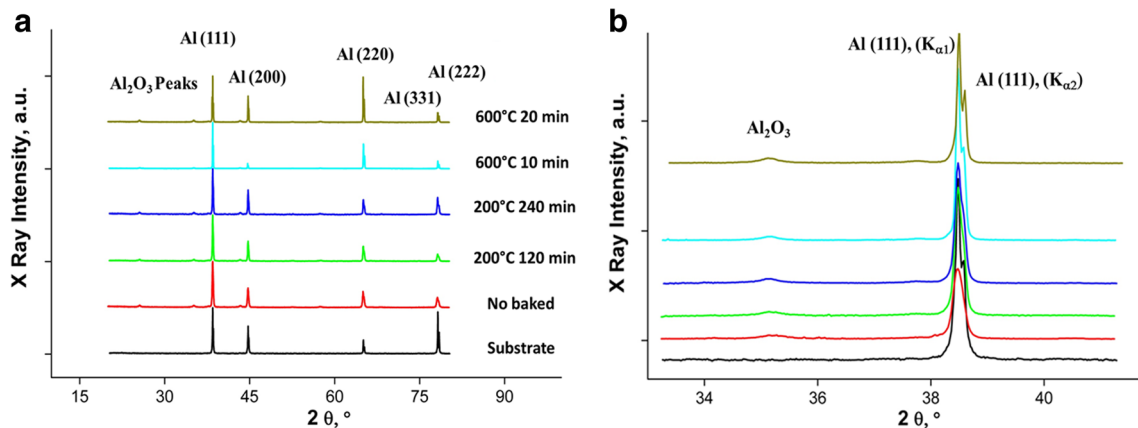 a
Al (111)
Al (220)
Al (222)
Al₂O₃ Peaks
Al (200)
Al (331)
600°C 20 min
600°C 10 min
200°C 240 min
200°C 120 min
No baked
Substrate
X Ray Intensity, a.u.
15 30 45 60 75 90
2 θ, °
b
Al (111), (Kα1)
Al (111), (Kα2)
Al₂O₃
X Ray Intensity, a.u.
34 36 38 40
2 θ, °